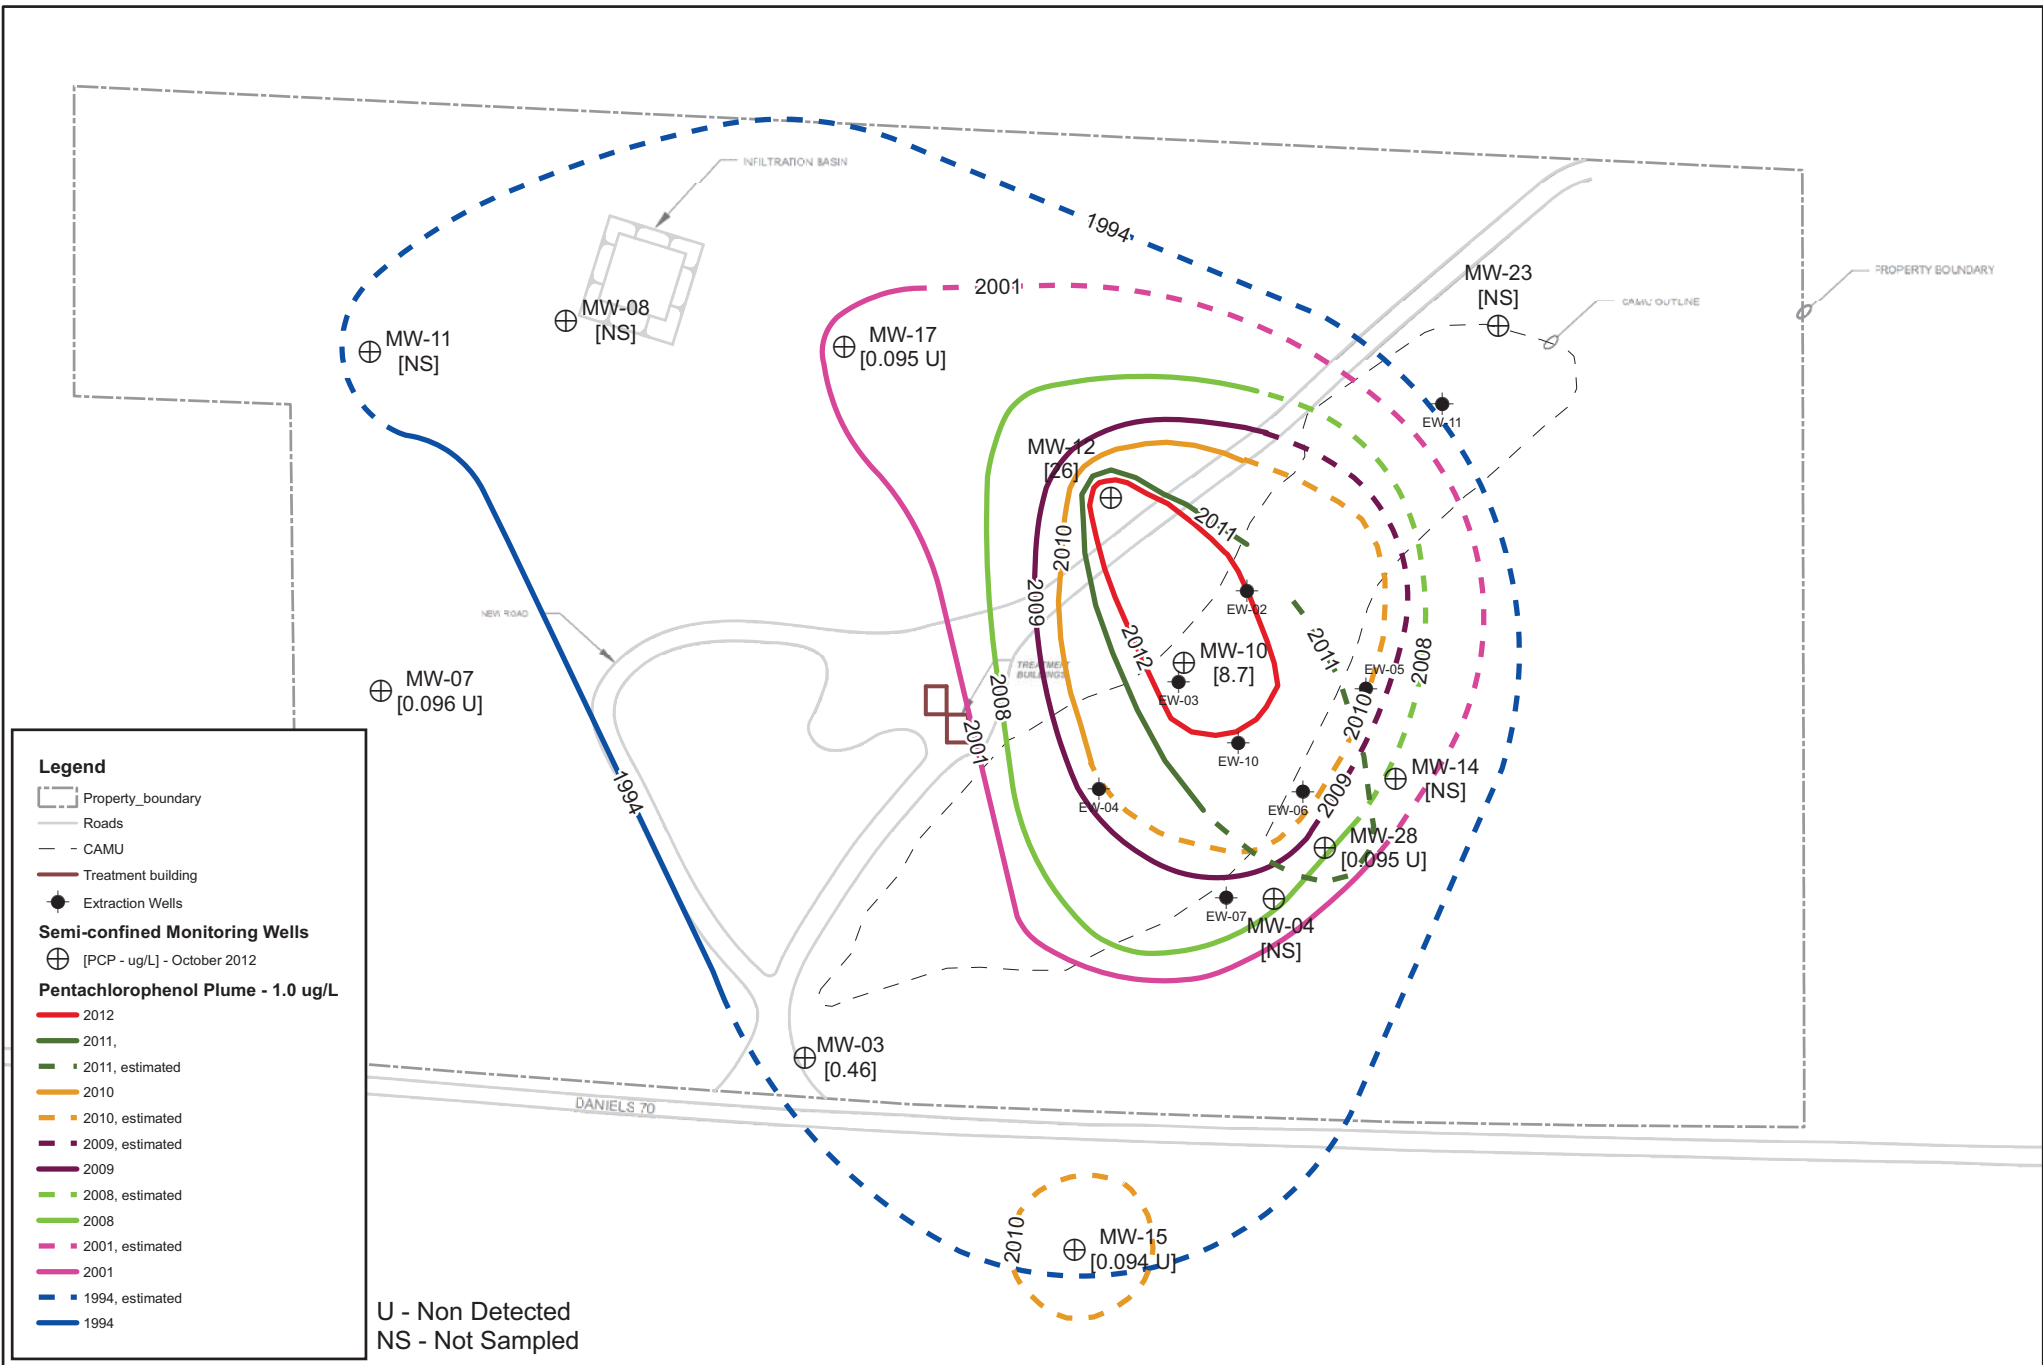 INFILTRATION BASIN
1994
MW-23
[NS]
PROPERTY BOUNDARY
CAMU OUTLINE
2001
MW-08
[NS]
MW-11
[NS]
MW-17
[0.095 U]
EW-11
MW-12
[26]
2011
2010
2009
EW-02
NEW ROAD
2012
MW-10
[8.7]
2011
2008
EW-05
TREATMENT
BUILDINGS
EW-03
MW-07
[0.096 U]
2008
2010
2001
EW-10
MW-14
[NS]
1994
EW-04
EW-06
2009
MW-28
[0.095 U]
EW-07
MW-04
[NS]
MW-03
[0.46]
DANIELS 70
2010
MW-15
[0.094 U]
Legend
Property_boundary
Roads
CAMU
Treatment building
Extraction Wells
Semi-confined Monitoring Wells
[PCP - ug/L] - October 2012
Pentachlorophenol Plume - 1.0 ug/L
2012
2011,
2011, estimated
2010
2010, estimated
2009, estimated
2009
2008, estimated
2008
2001, estimated
2001
1994, estimated
1994
U - Non Detected
NS - Not Sampled